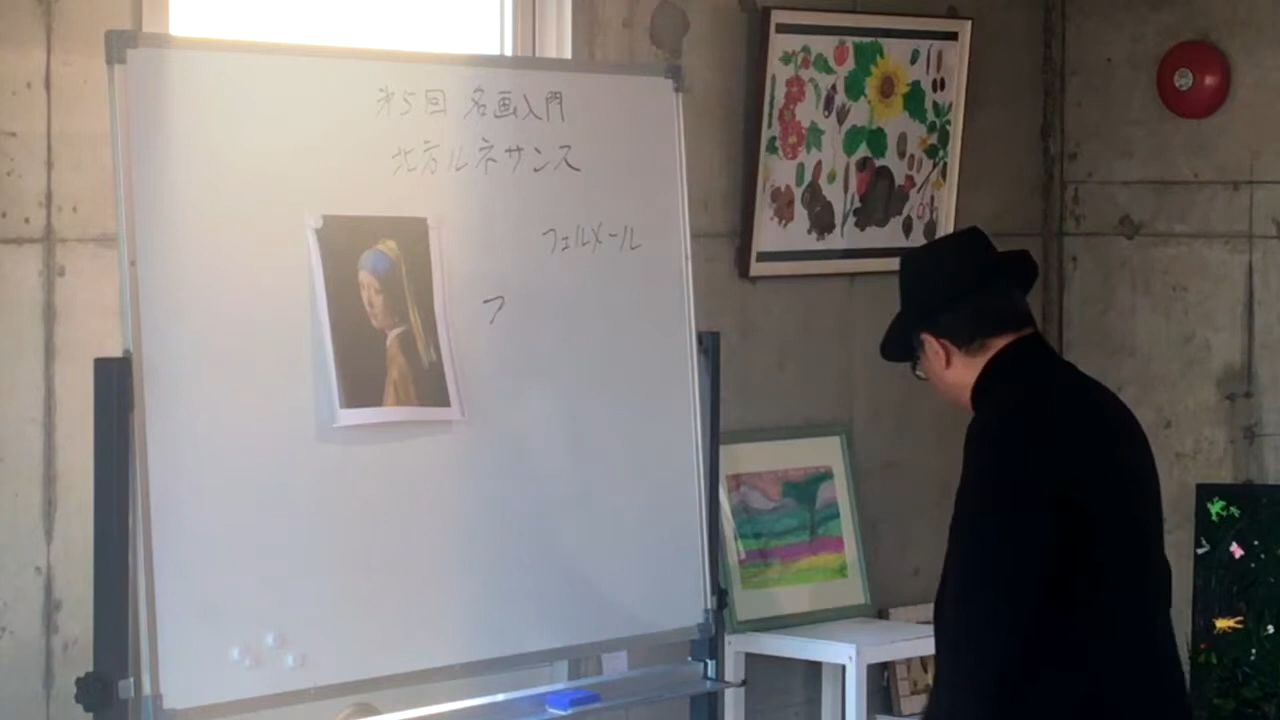 第5回 名画入門
北方ルネサンス
フェルメール
フ